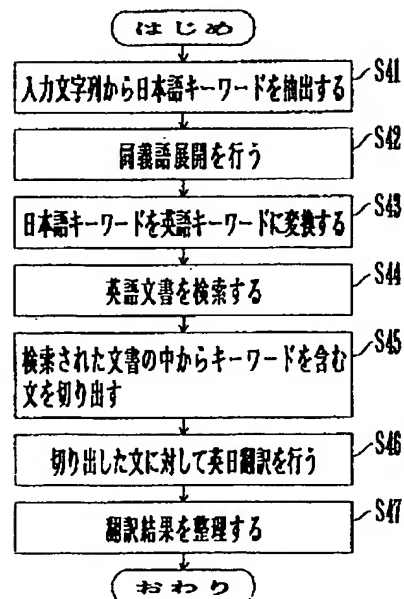 はじめ
入力文字列から日本語キーワードを抽出する
S41
同義語展開を行う
S42
日本語キーワードを英語キーワードに変換する
S43
英語文書を検索する
S44
検索された文書の中からキーワードを含む
文を切り出す
S45
切り出した文に対して英日翻訳を行う
S46
翻訳結果を整理する
S47
おわり